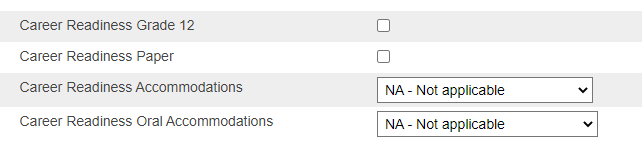 Career Readiness Grade 12
Career Readiness Paper
Career Readiness Accommodations NA - Not applicable
Career Readiness Oral Accommodations NA - Not applicable